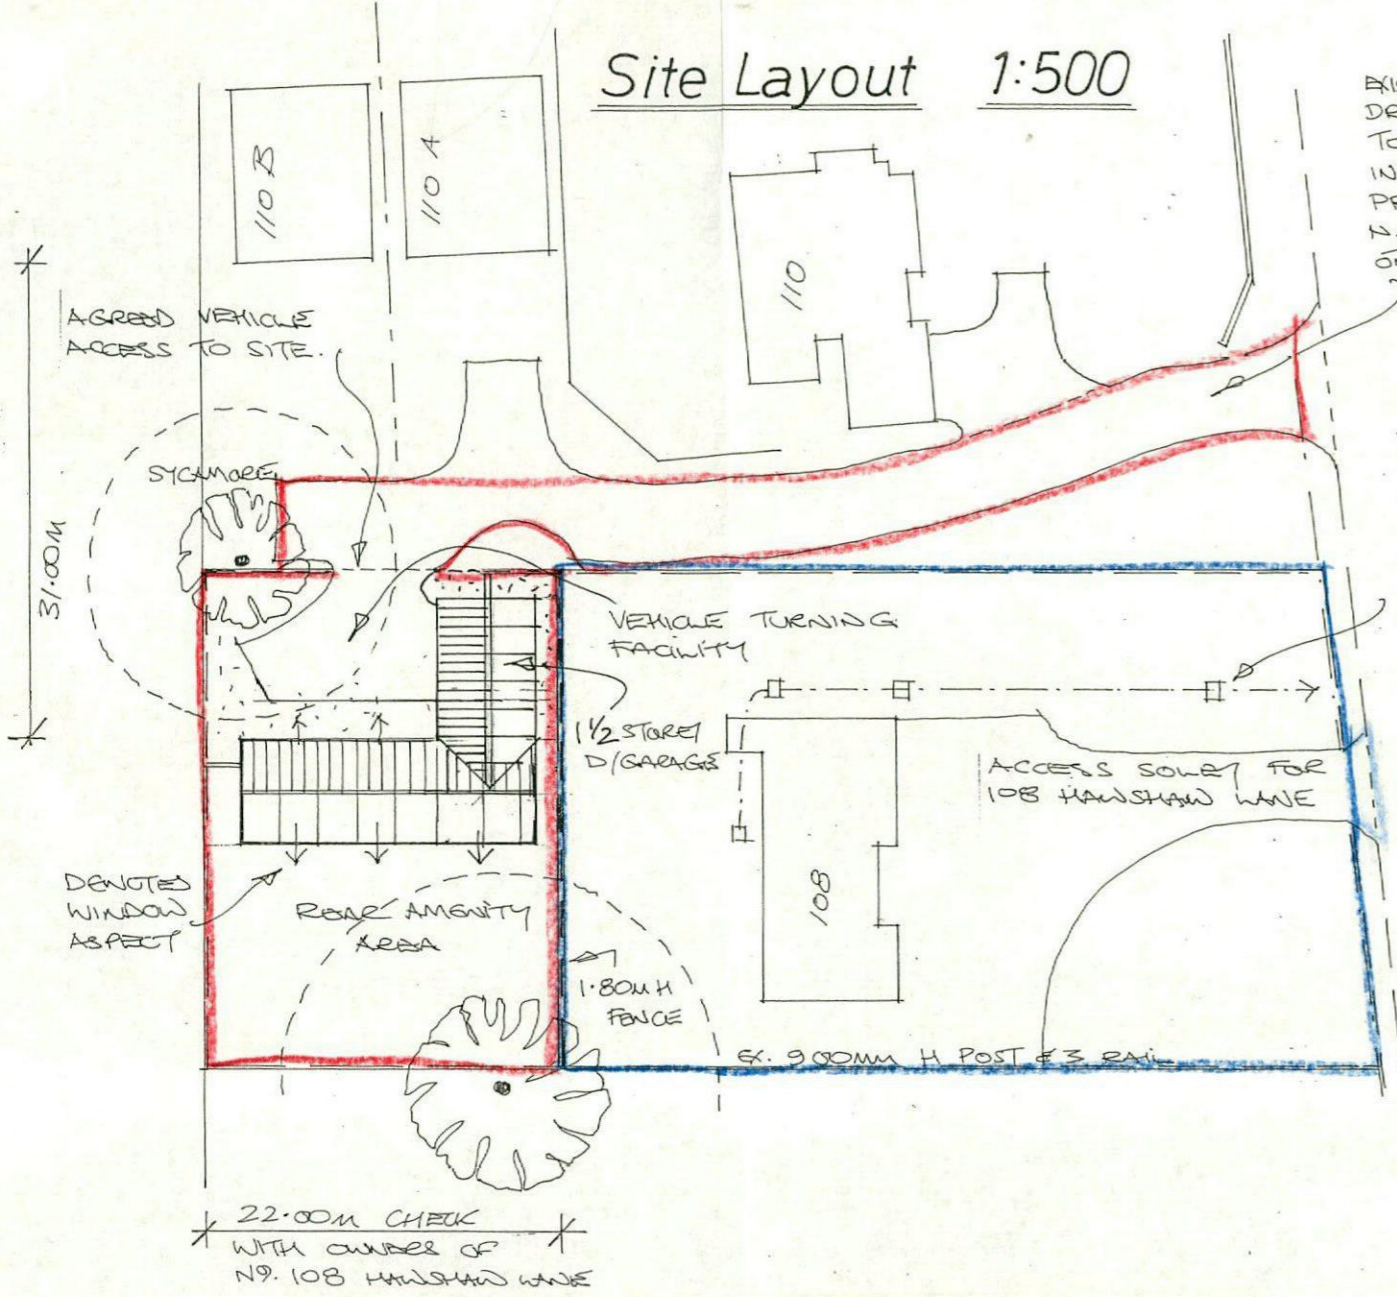 Site Layout 1:500
110 B
110 A
110
AGREED VEHICLE
ACCESS TO SITE.
SYCAMORE
31.00M
VEHICLE TURNING
FACILITY
1½ STOREY
D/GARAGE
ACCESS SOLELY FOR
108 HAWSHAW LANE
108
DENOTES
WINDOW
ASPECT
REAR AMENITY
AREA
1.80M H
FENCE
EX. 900MM H POST & 3 RAIL
22.00M CHECK
WITH OWNERS OF
NO. 108 HAWSHAW LANE